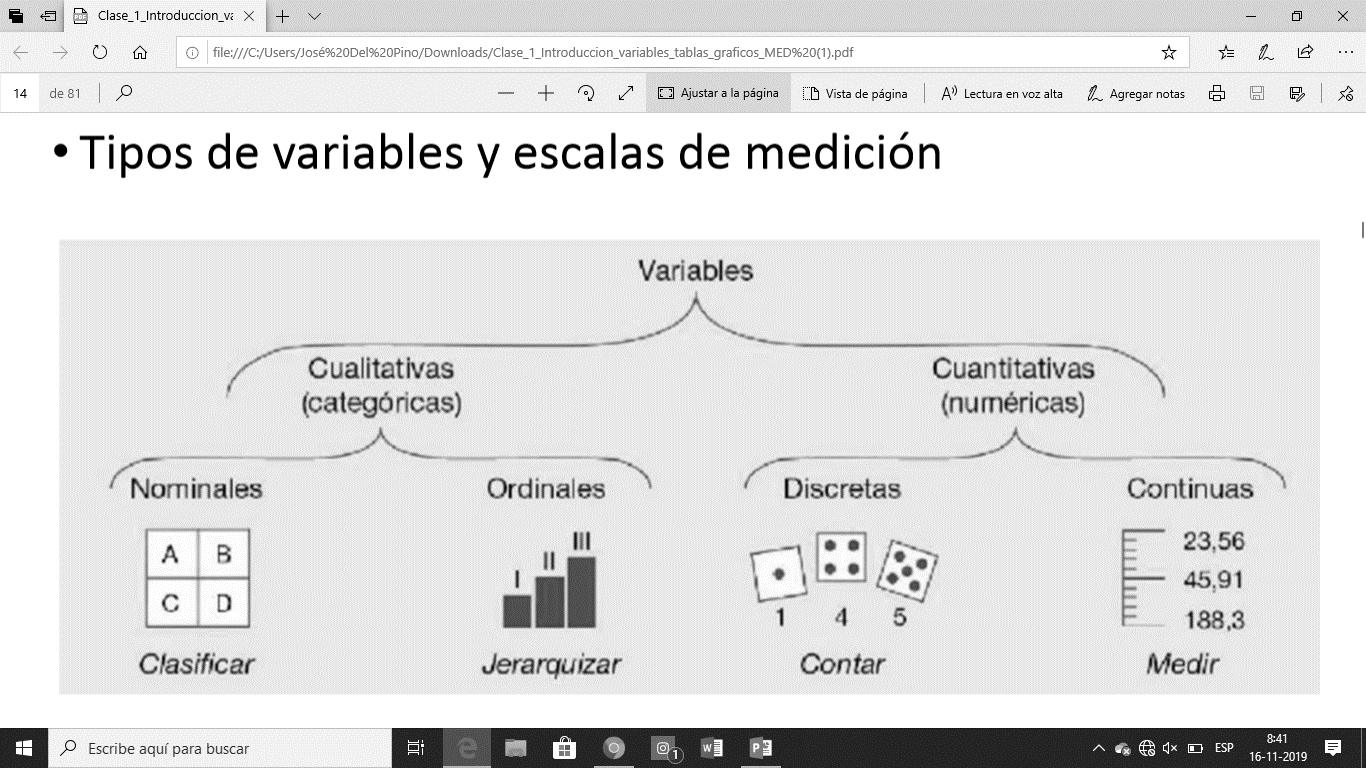 Clase_1_Introduccion_va
file:///C:/Users/José%20Del%20Pino/Downloads/Clase_1_Introduccion_variables_tablas_graficos_MED%20(1).pdf
14 de 81 Ajustar a la página Vista de página Lectura en voz alta Agregar notas
• Tipos de variables y escalas de medición
Variables
Cualitativas Cuantitativas
(categóricas) (numéricas)
Nominales Ordinales Discretas Continuas
A B I II III 23,56
45,91
C D 1 4 5 188,3
Clasificar Jerarquizar Contar Medir
Escribe aquí para buscar 1 ESP 8:41
16-11-2019